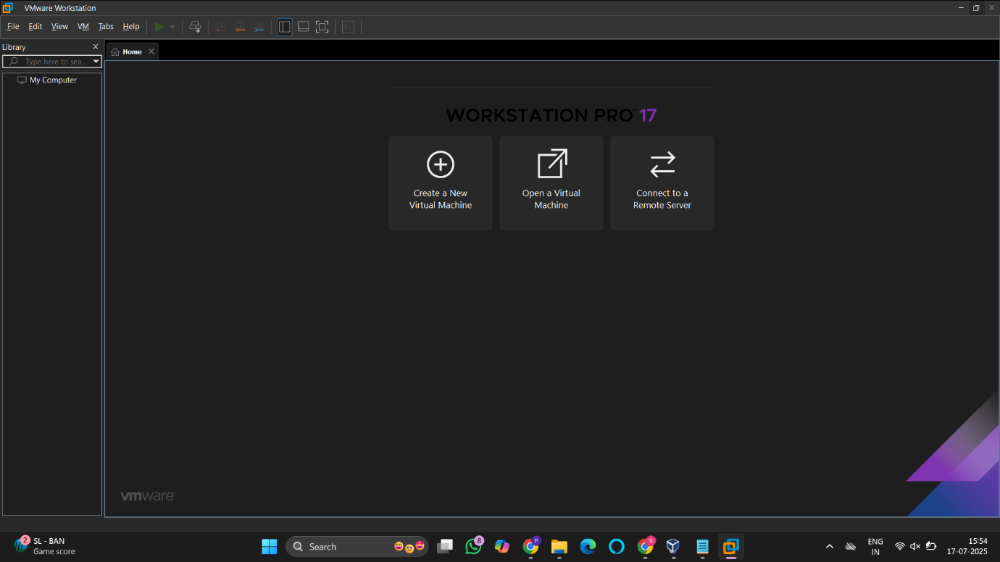 VMware Workstation
File Edit View VM Tabs Help
Library
Type here to sea...
My Computer
Home
WORKSTATION PRO™ 17
Create a New
Virtual Machine
Open a Virtual
Machine
Connect to a
Remote Server
vmware®
2
SL - BAN
Game score
Search
8
P
S
ENG
IN
15:54
17-07-2025